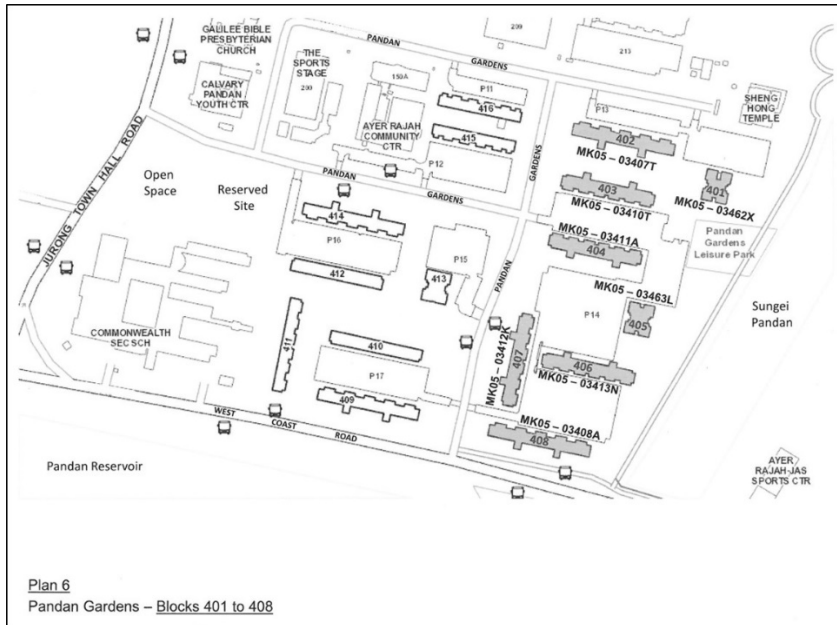 GALILEE BIBLE
PRESBYTERIAN
CHURCH
CALVARY
PANDAN
YOUTH CTR
THE
SPORTS
STAGE
200
PANDAN
GARDENS
209
213
150A
P11
416
415
AYER RAJAH
COMMUNITY
CTR
P12
P13
402
MK05 – 03407T
SHENG
HONG
TEMPLE
403
MK05 – 03410T
401
MK05 – 03462X
JURONG TOWN HALL ROAD
Open
Space
Reserved
Site
PANDAN
GARDENS
GARDENS
PANDAN
414
P16
412
413
P15
MK05 – 03411A
404
Pandan
Gardens
Leisure Park
MK05 – 03463L
405
P14
Sungei
Pandan
COMMONWEALTH
SEC SCH
411
410
P17
409
MK05 – 03412K
407
406
MK05 – 03413N
MK05 – 03408A
408
WEST COAST ROAD
Pandan Reservoir
AYER
RAJAH-JAS
SPORTS CTR
Plan 6
Pandan Gardens – Blocks 401 to 408